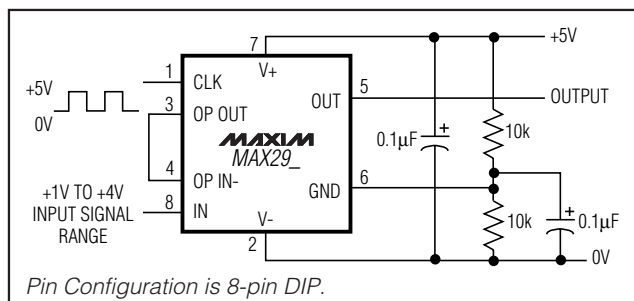 7
+5V
V+
1
CLK
+5V
0V
3
OP OUT
OUT
5
OUTPUT
10k
MAXIM
MAX29_
0.1µF
+
4
OP IN-
GND
6
+1V TO +4V
INPUT SIGNAL
RANGE
8
IN
10k
+
0.1µF
V-
2
0V
Pin Configuration is 8-pin DIP.